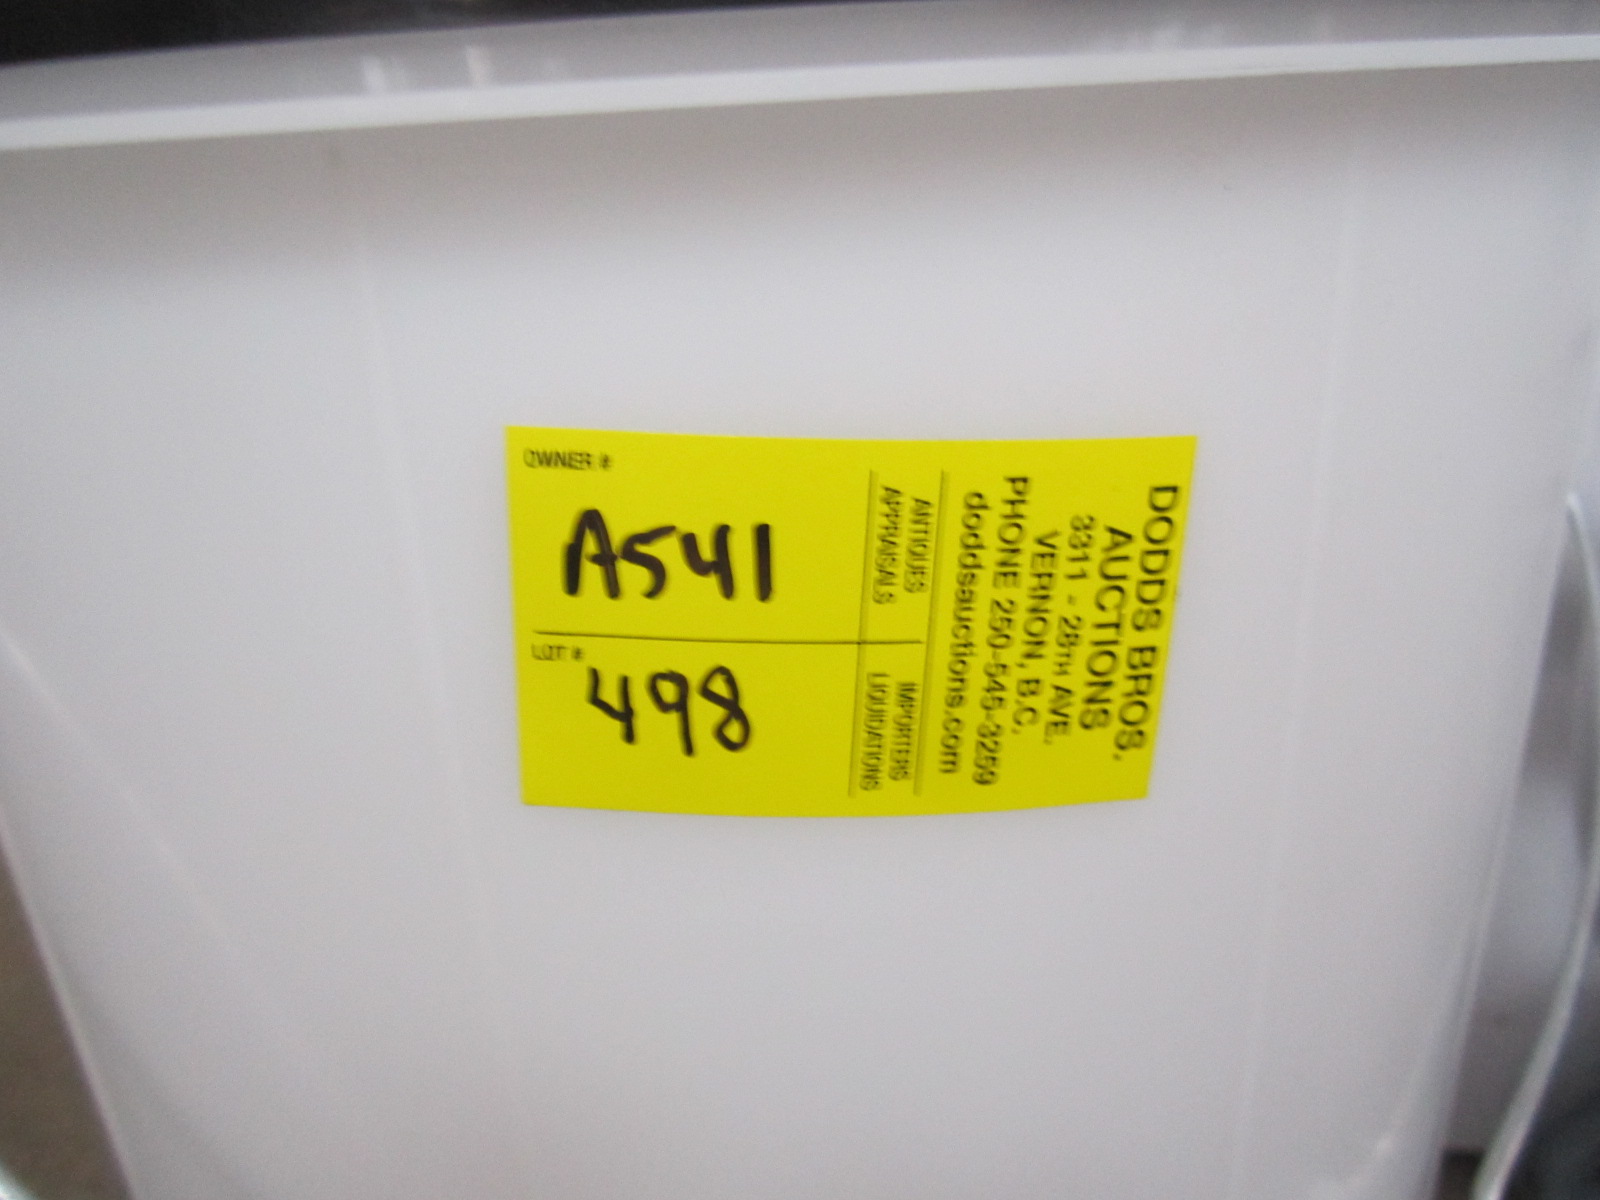 OWNER #
A541
LOT #
498
ANTIQUES
APPRAISALS
IMPORTERS
LIQUIDATIONS
DODDS BROS.
AUCTIONS
3311 - 28TH AVE.
VERNON, B.C.
PHONE 250-545-3259
doddsauctions.com